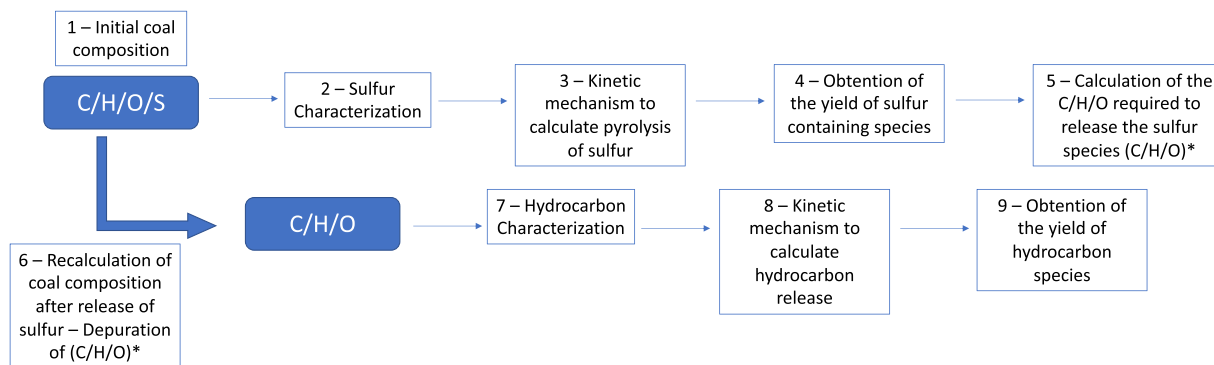 1 – Initial coal
composition
C/H/O/S
2 – Sulfur
Characterization
3 – Kinetic
mechanism to
calculate pyrolysis
of sulfur
4 – Obtention of
the yield of sulfur
containing species
5 – Calculation of the
C/H/O required to
release the sulfur
species (C/H/O)*
6 – Recalculation of
coal composition
after release of
sulfur – Depuration
of (C/H/O)*
C/H/O
7 – Hydrocarbon
Characterization
8 – Kinetic
mechanism to
calculate
hydrocarbon
release
9 – Obtention of
the yield of
hydrocarbon
species